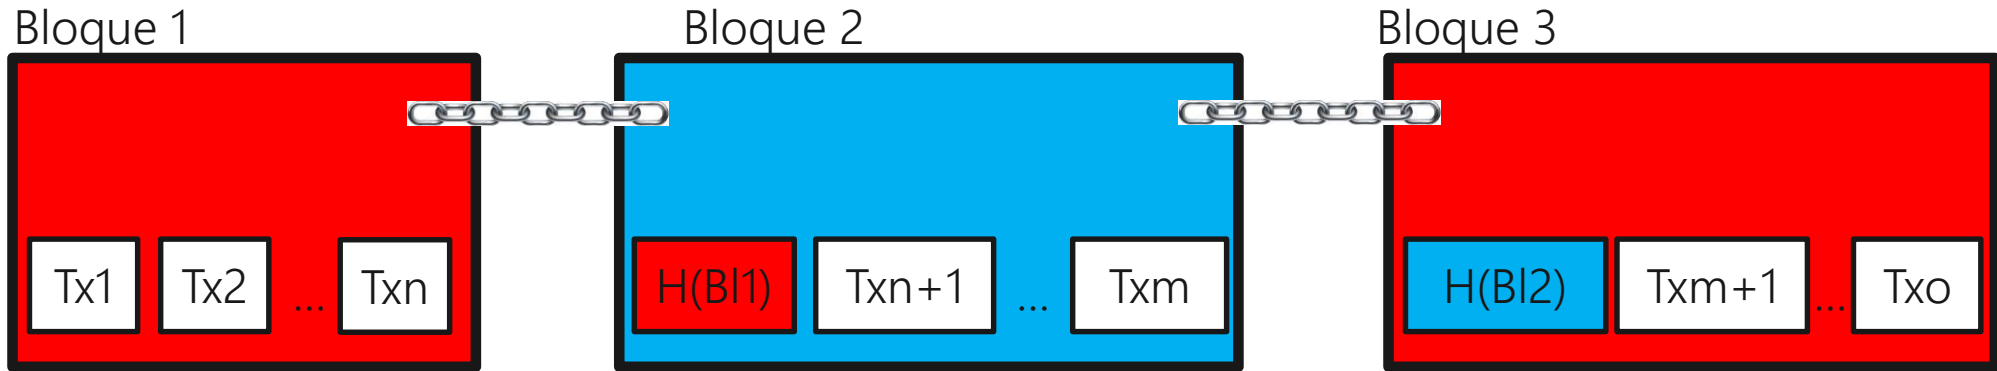 Bloque 1 Bloque 2 Bloque 3
Tx1 Tx2 ... Txn H(Bl1) Txn+1 ... Txm H(Bl2) Txm+1 ... Txo